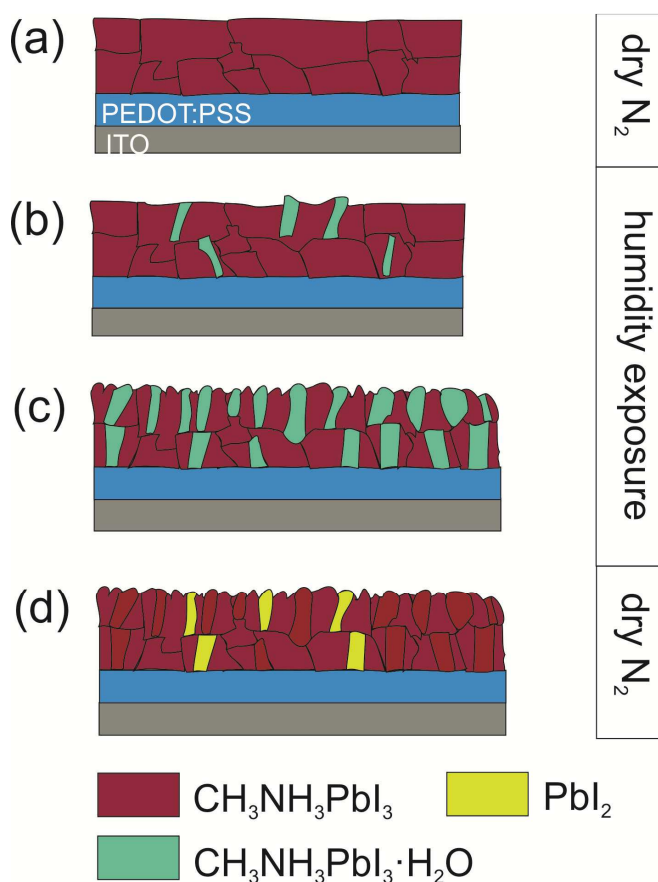 (a)
PEDOT:PSS
ITO
dry N₂
(b)
(c)
humidity exposure
(d)
dry N₂
CH₃NH₃PbI₃
PbI₂
CH₃NH₃PbI₃·H₂O